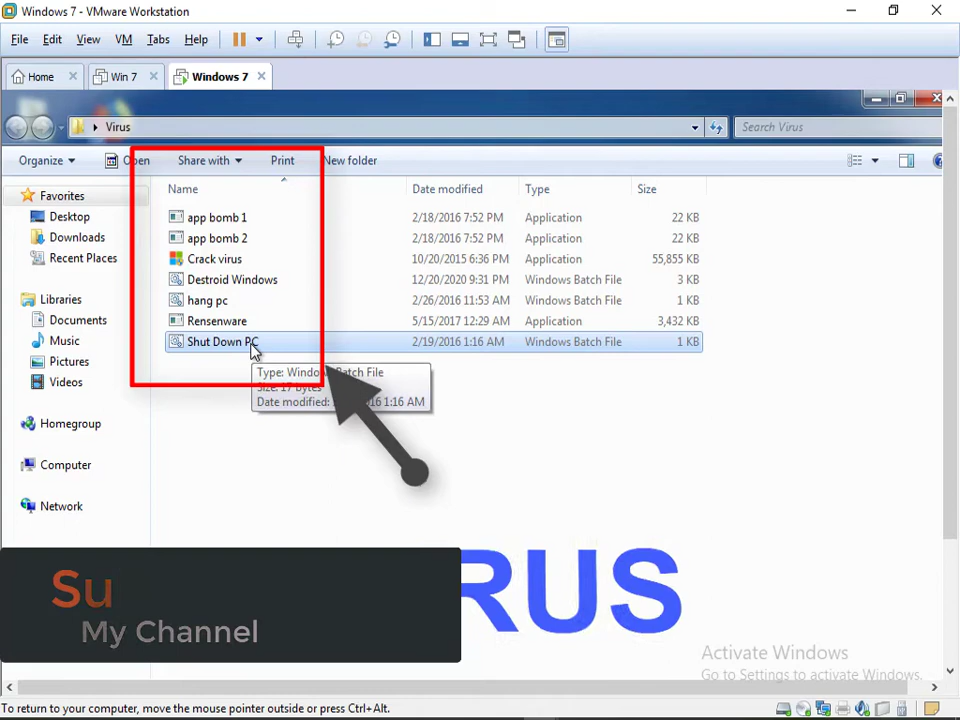 Windows 7 - VMware Workstation
File Edit View VM Tabs Help
Home Win 7 Windows 7
Virus
Search Virus
Organize Open Share with Print New folder
Name Date modified Type Size
Favorites
Desktop
Downloads
Recent Places
Libraries
Documents
Music
Pictures
Videos
Homegroup
Computer
Network
app bomb 1 2/18/2016 7:52 PM Application 22 KB
app bomb 2 2/18/2016 7:52 PM Application 22 KB
Crack virus 10/20/2015 6:36 PM Application 55,855 KB
Destroid Windows 12/20/2020 9:31 PM Windows Batch File 3 KB
hang pc 2/26/2016 11:53 AM Windows Batch File 1 KB
Rensenware 5/15/2017 12:29 AM Application 3,432 KB
Shut Down PC 2/19/2016 1:16 AM Windows Batch File 1 KB
Type: Windows Batch File
Size: 17 bytes
Date modified: 2016 1:16 AM
RUS
Su
My Channel
Activate Windows
Go to Settings to activate Windows.
To return to your computer, move the mouse pointer outside or press Ctrl+Alt.